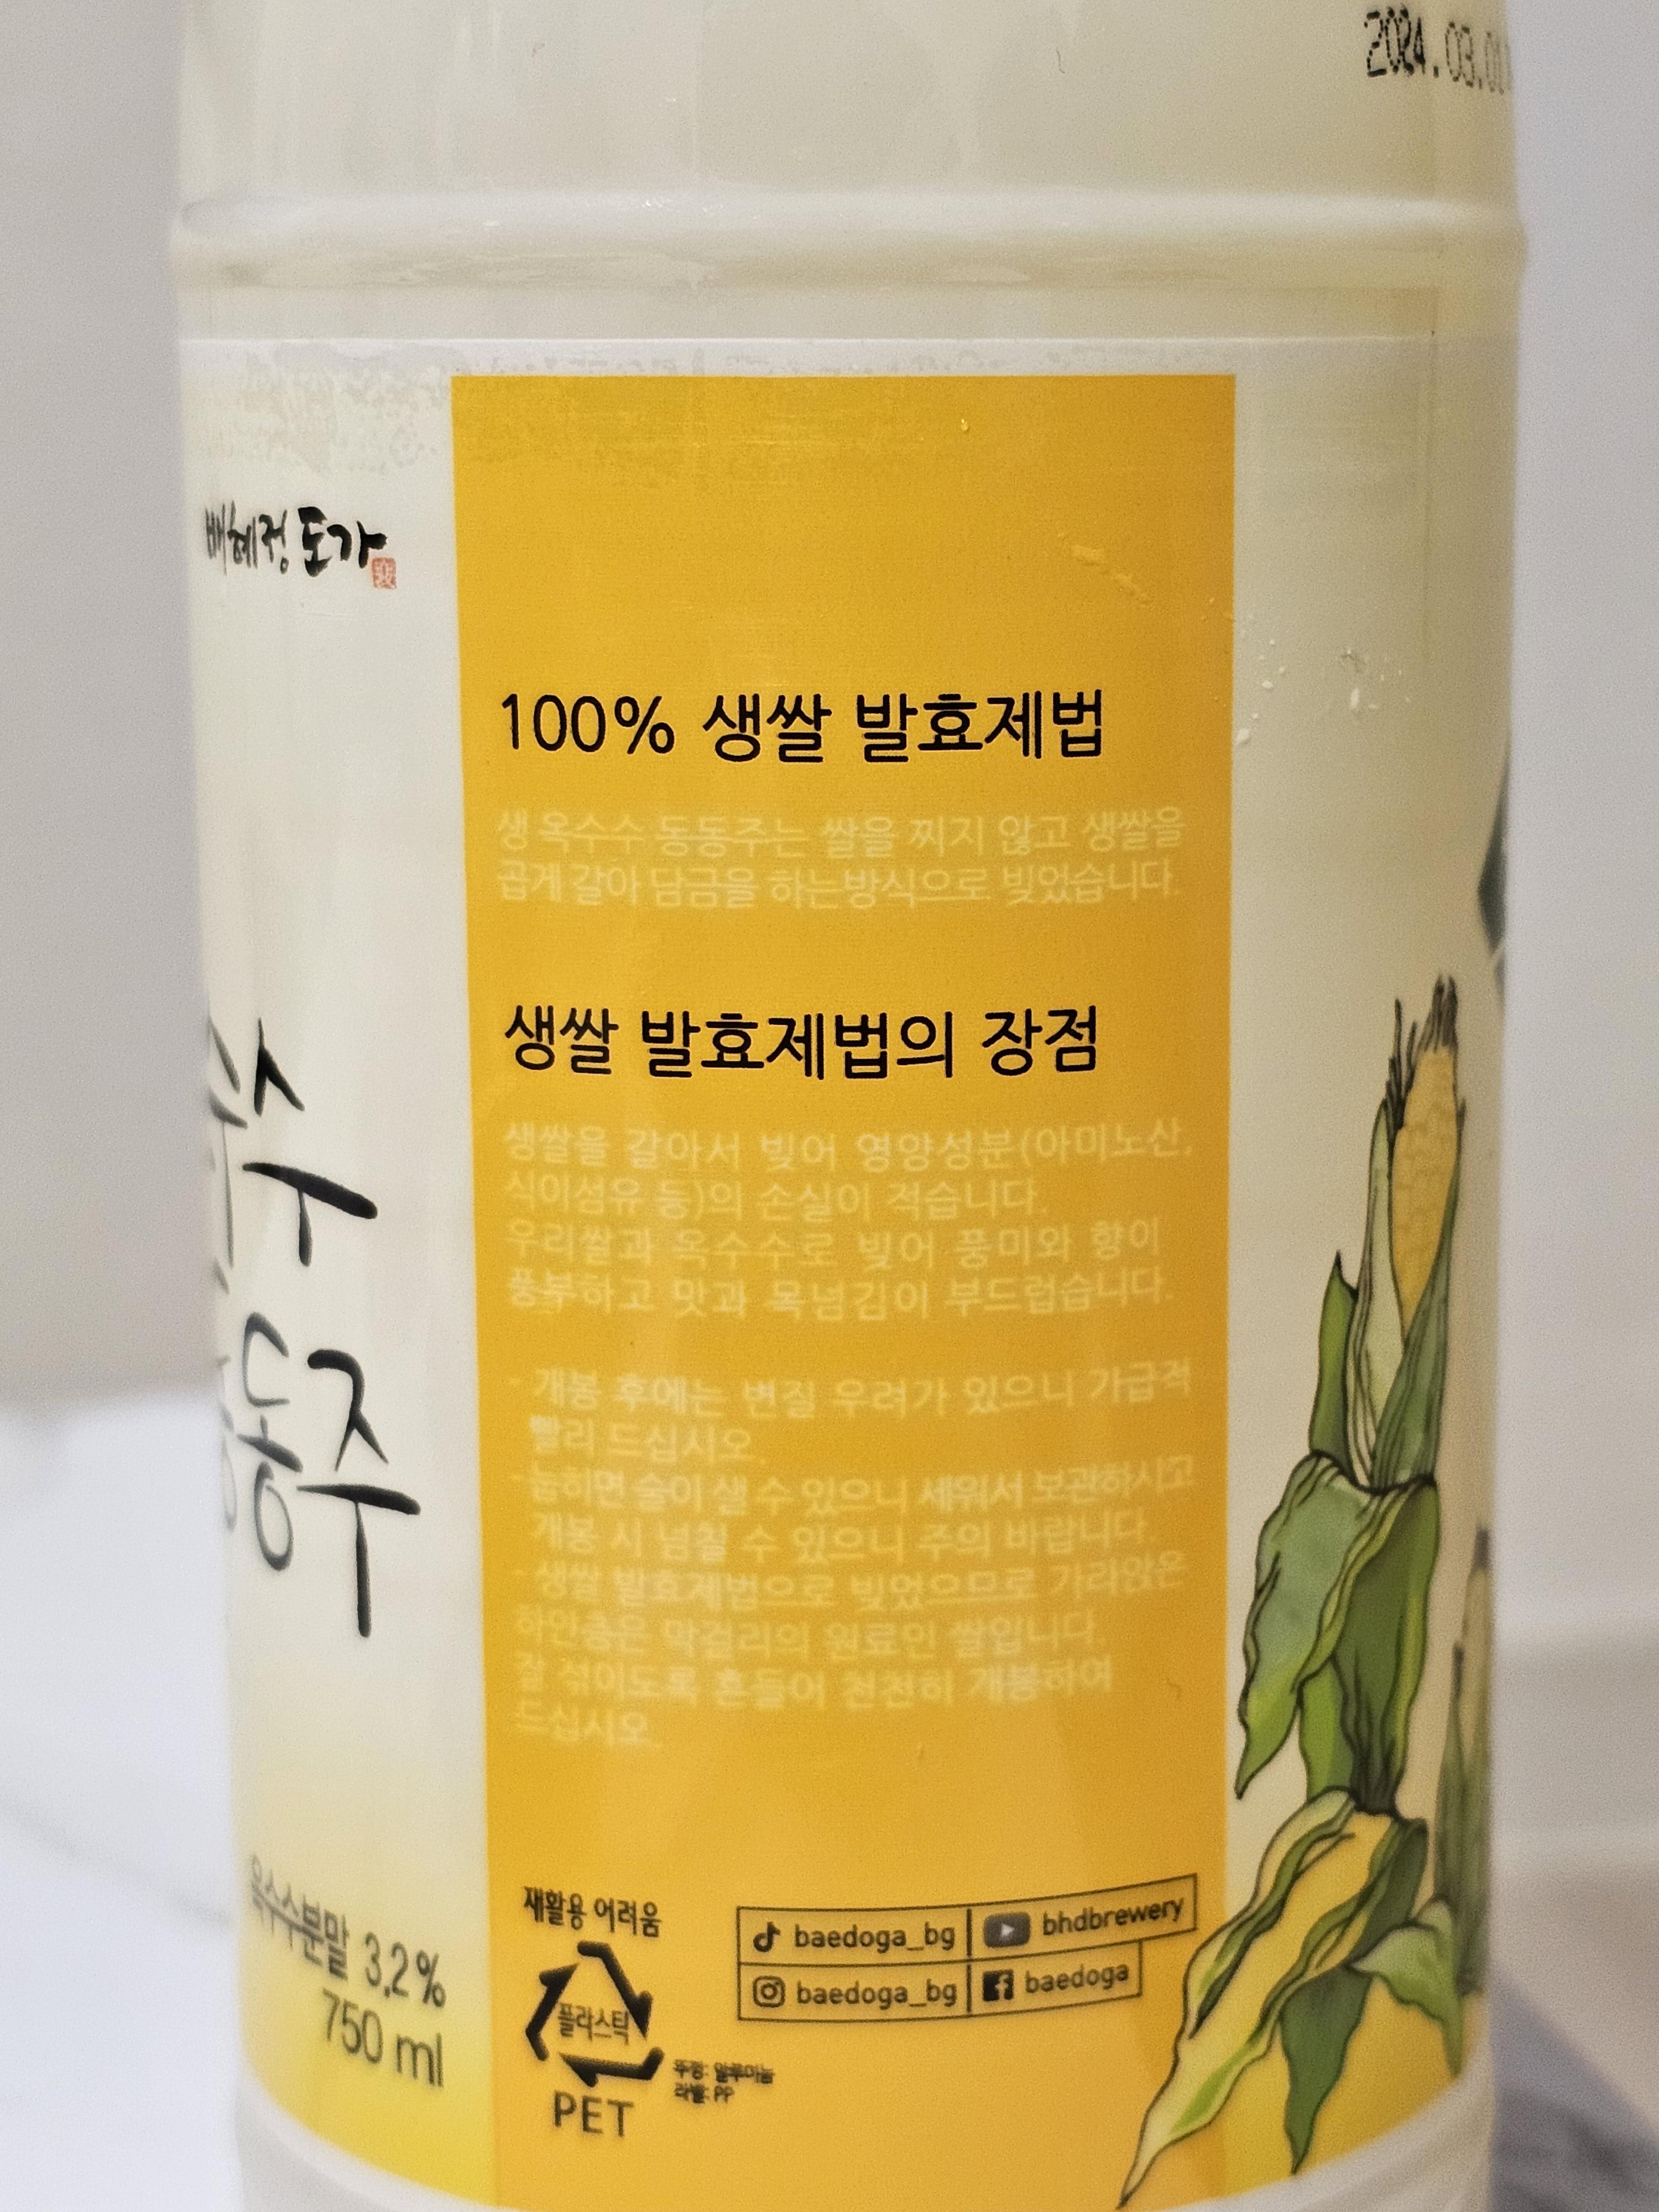 2024.03.0
배혜정도가
수
동주
옥수수분말 3.2%
750 ml
100% 생쌀 발효제법
생 옥수수 동동주는 쌀을 찌지 않고 생쌀을
곱게 갈아 담금을 하는방식으로 빚었습니다.
생쌀 발효제법의 장점
생쌀을 갈아서 빚어 영양성분(아미노산,
식이섬유 등)의 손실이 적습니다.
우리쌀과 옥수수로 빚어 풍미와 향이
풍부하고 맛과 목넘김이 부드럽습니다.
- 개봉 후에는 변질 우려가 있으니 가급적
빨리 드십시오.
- 눕히면 술이 샐 수 있으니 세워서 보관하시고
개봉 시 넘칠 수 있으니 주의 바랍니다.
- 생쌀 발효제법으로 빚었으므로 가라앉은
하얀층은 막걸리의 원료인 쌀입니다.
잘 섞이도록 흔들어 천천히 개봉하여
드십시오.
재활용 어려움
플라스틱
PET
뚜껑: 알루미늄
라벨: PP
baedoga_bg
bhdbrewery
baedoga_bg
baedoga